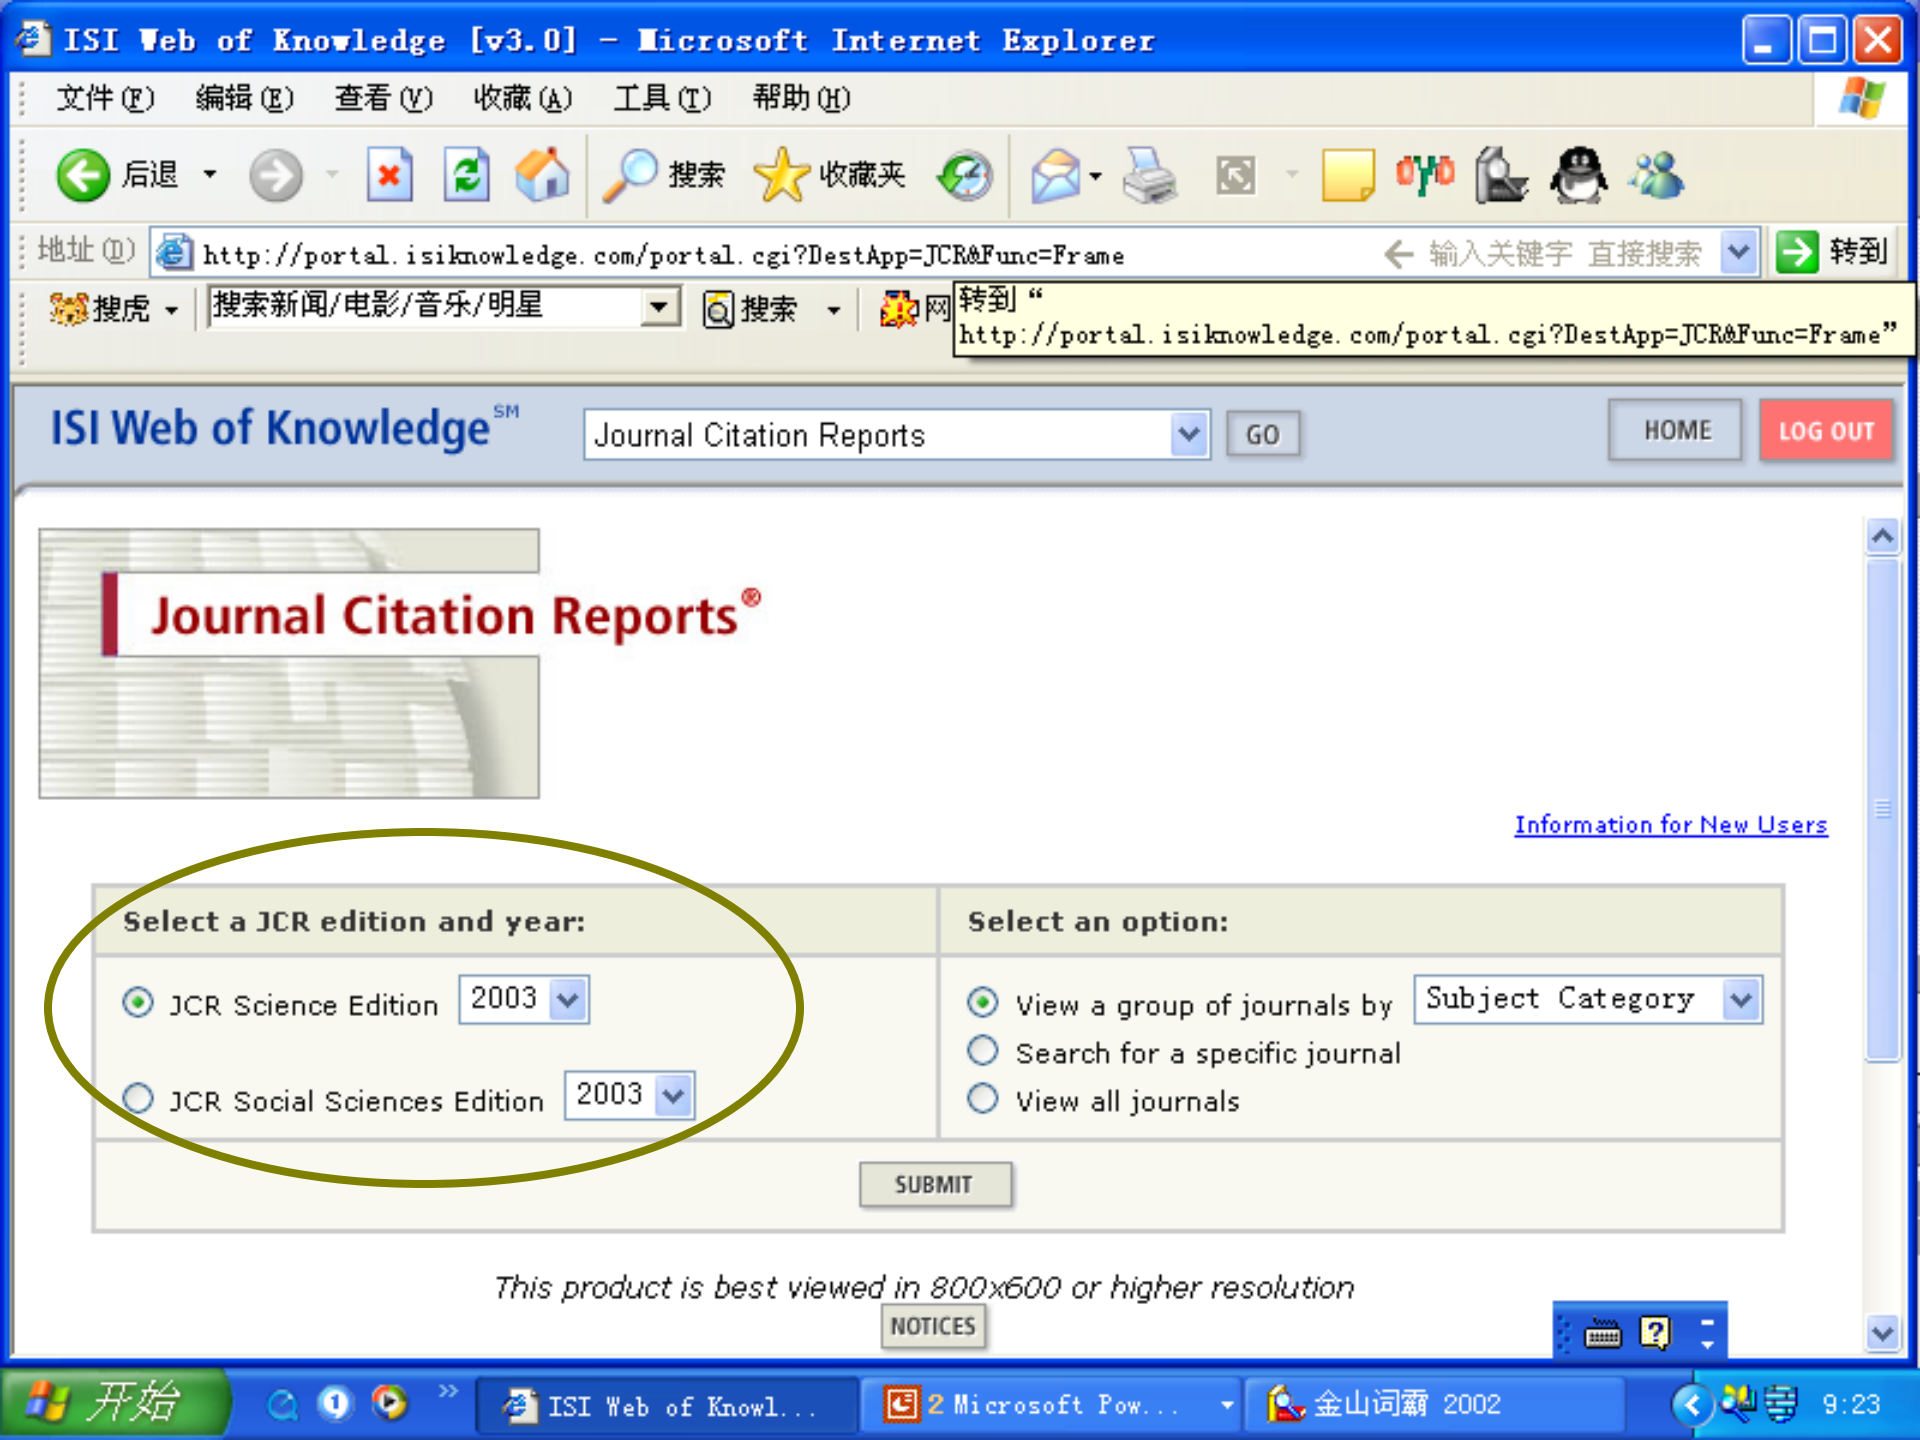 ISI Web of Knowledge [v3.0] - Microsoft Internet Explorer
文件(F) 编辑(E) 查看(V) 收藏(A) 工具(T) 帮助(H)
后退 搜索 收藏夹
地址(D) http://portal.isiknowledge.com/portal.cgi?DestApp=JCR&Func=Frame 输入关键字 直接搜索 转到
搜虎 搜索新闻/电影/音乐/明星 搜索 网
转到 “
http://portal.isiknowledge.com/portal.cgi?DestApp=JCR&Func=Frame”
ISI Web of Knowledge SM Journal Citation Reports GO HOME LOG OUT
Journal Citation Reports®
Information for New Users
Select a JCR edition and year: Select an option:
JCR Science Edition 2003 View a group of journals by Subject Category
Search for a specific journal
JCR Social Sciences Edition 2003 View all journals
SUBMIT
This product is best viewed in 800x600 or higher resolution
NOTICES
开始 ISI Web of Knowl... 2 Microsoft Pow... 金山词霸 2002 9:23